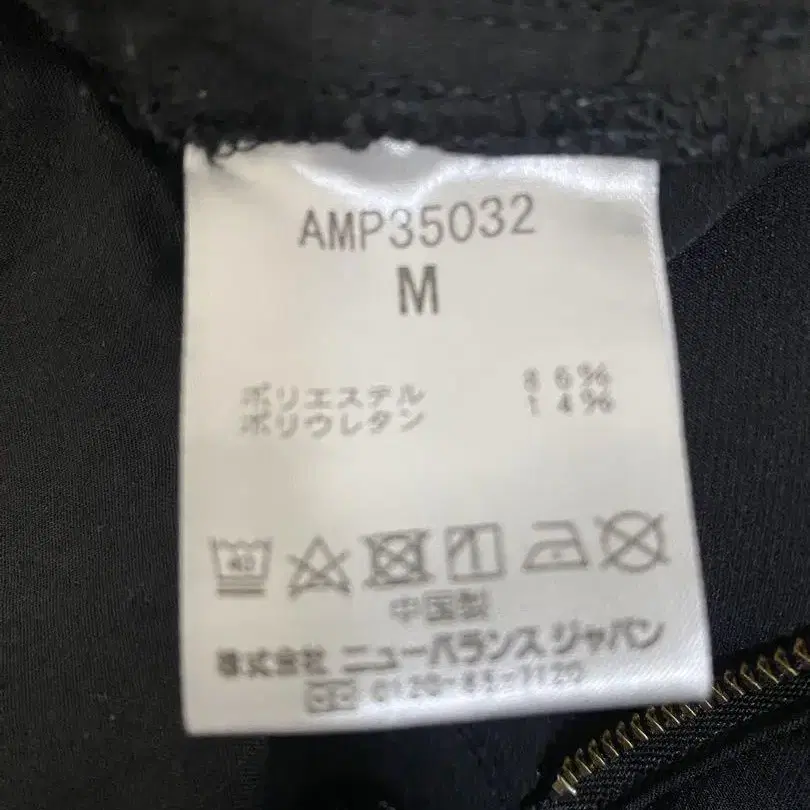 AMP35032
M
ポリエステル 86%
ポリウレタン 14%
40
中国製
株式会社 ニューバランス ジャパン